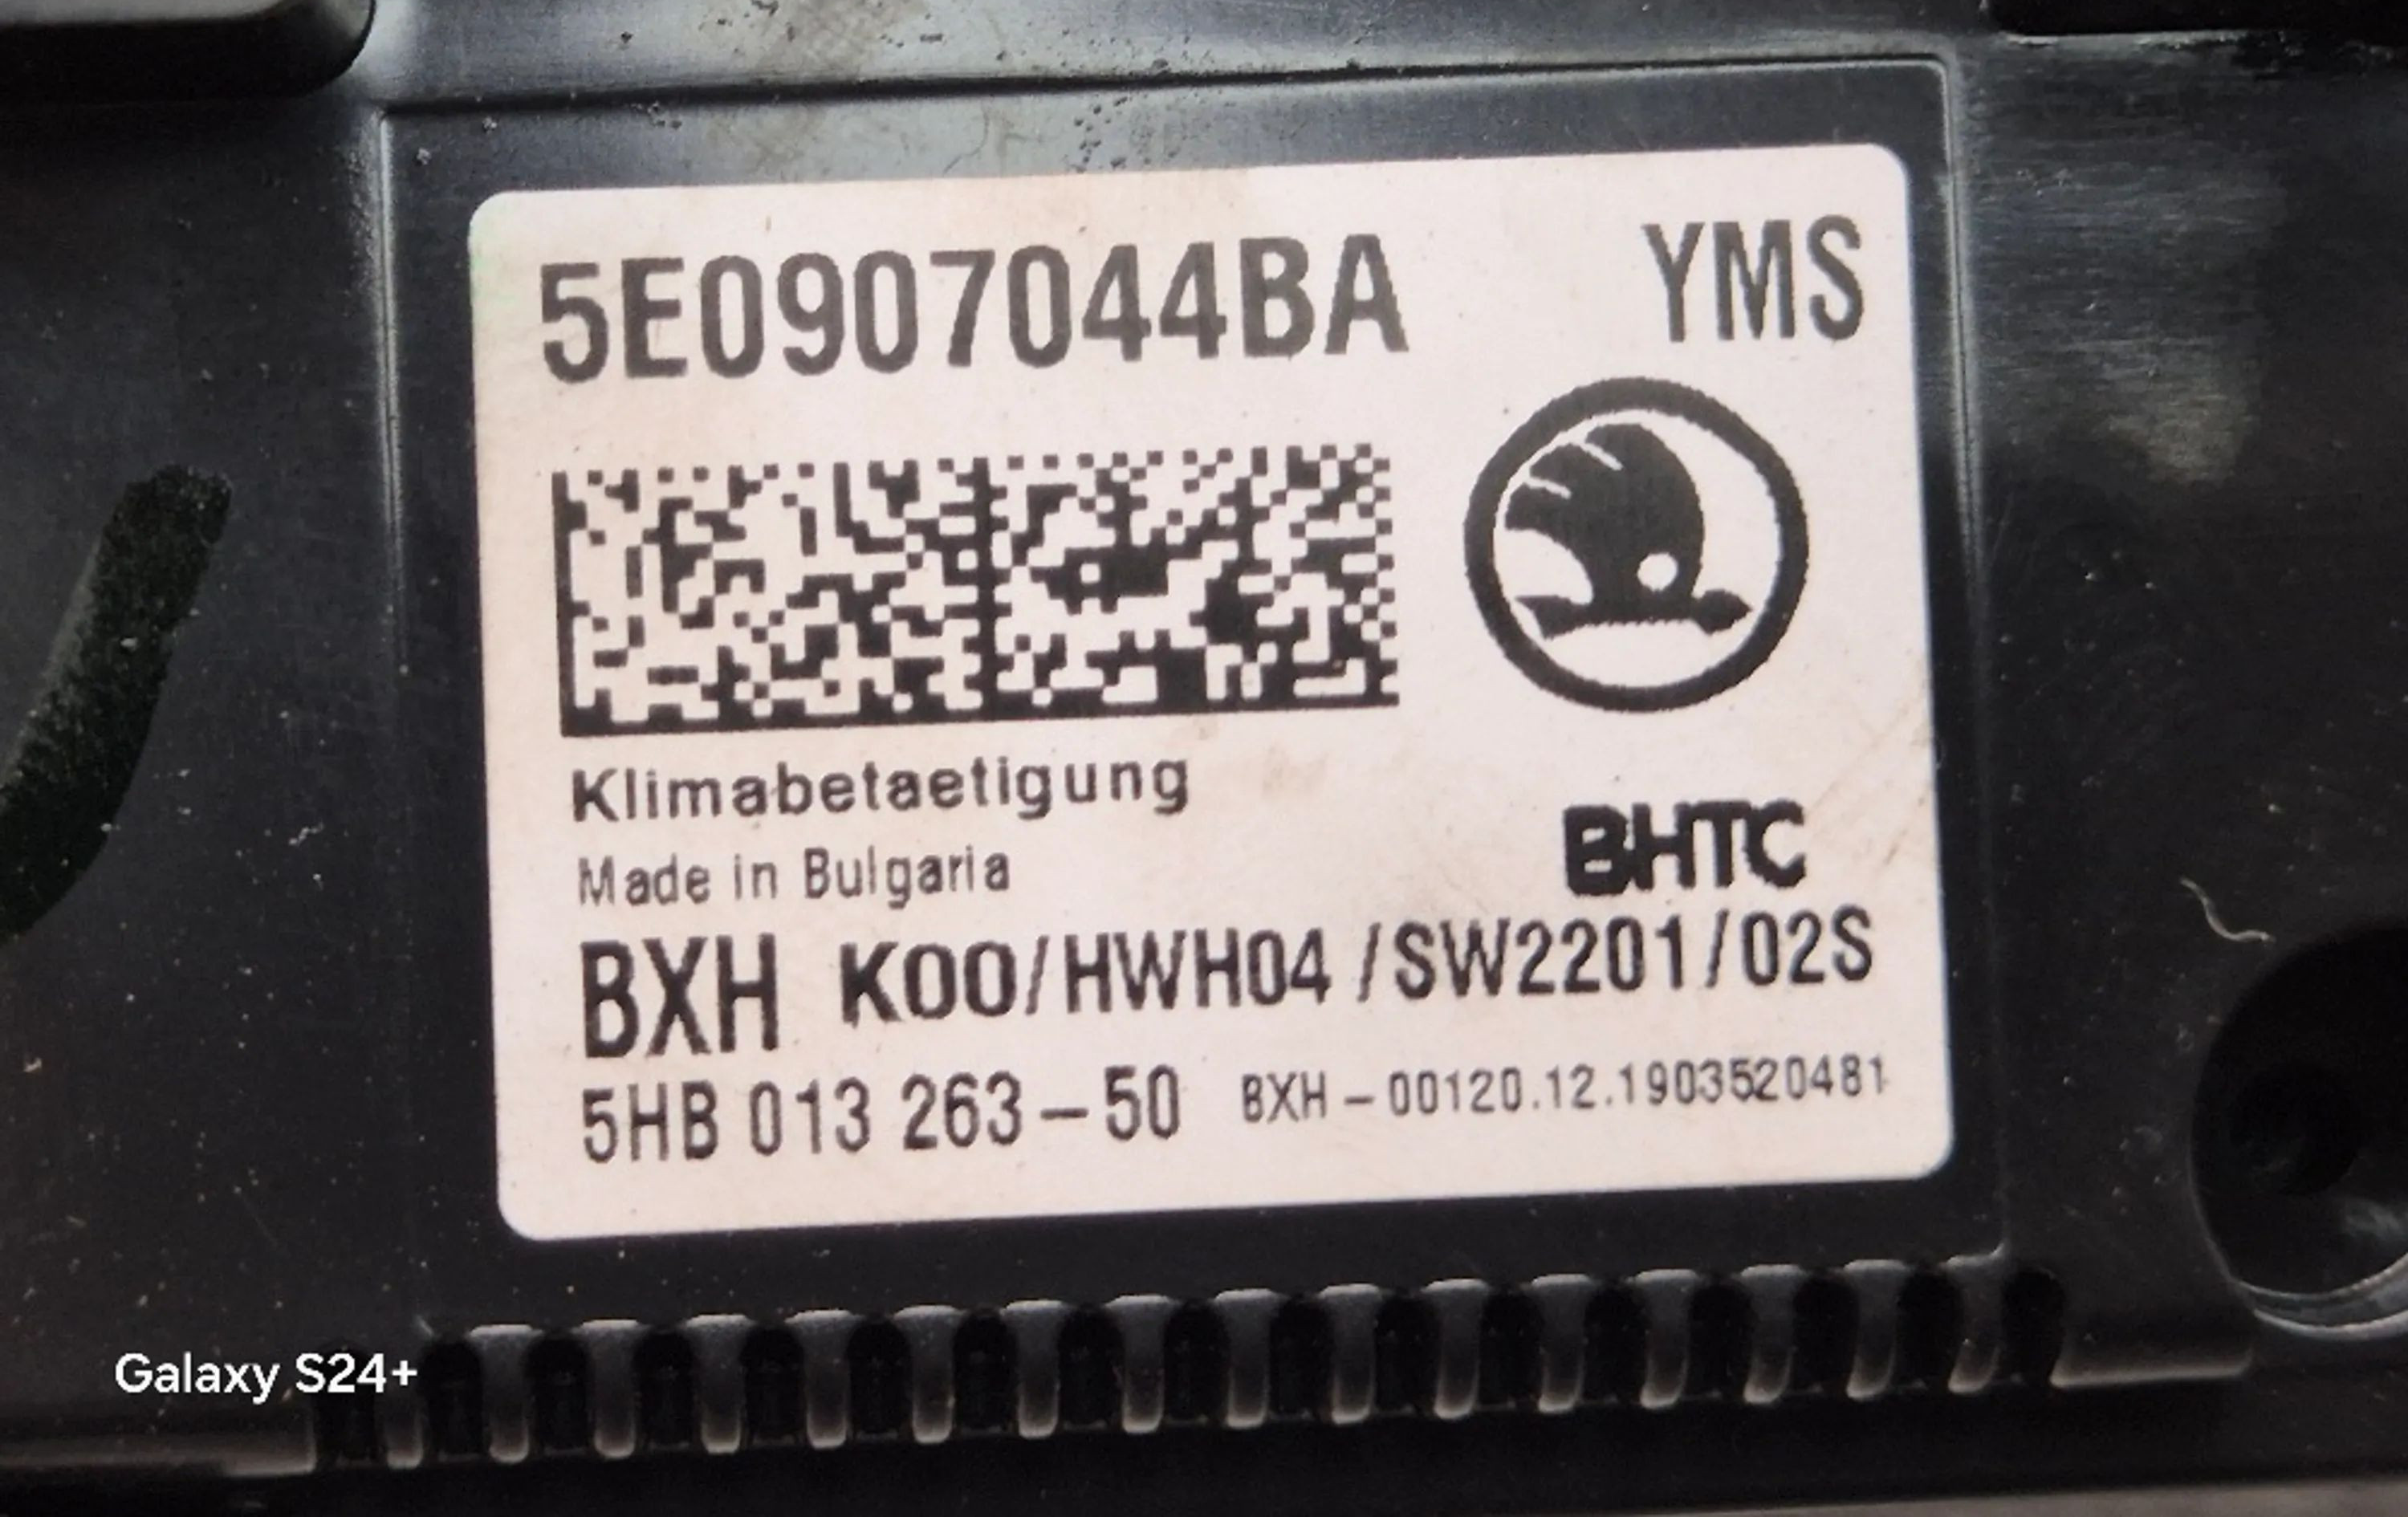 5E0907044BA YMS
Klimabetaetigung
Made in Bulgaria
BHTC
BXH K00/HWH04 /SW2201/02S
5HB 013 263-50 BXH-00120.12.1903520481
Galaxy S24+